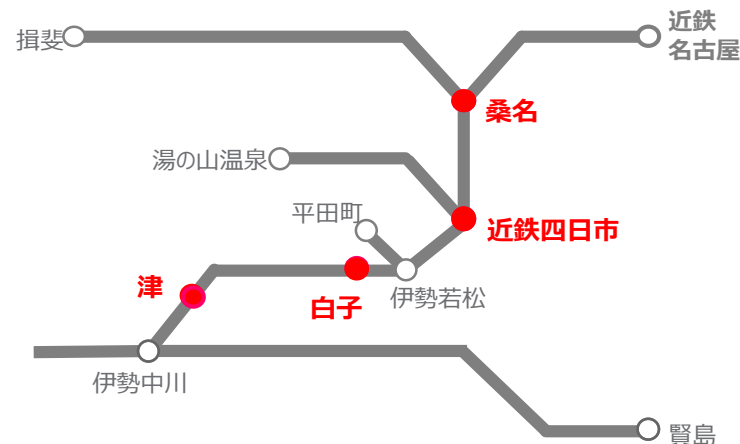 近鉄
名古屋
揖斐
桑名
湯の山温泉
平田町
近鉄四日市
津
白子
伊勢若松
伊勢中川
賢島